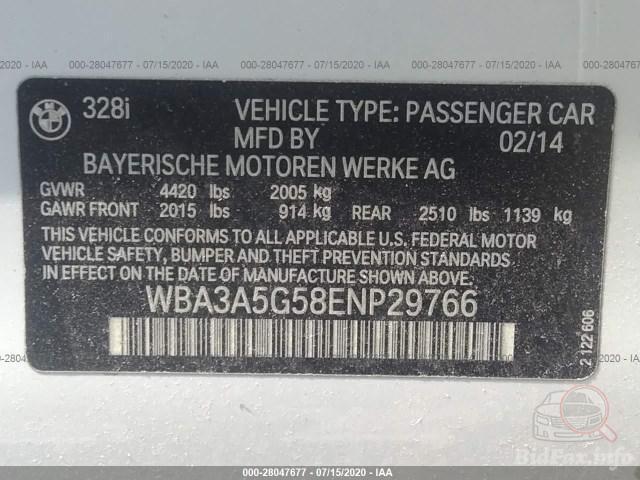 000-28047677 - 07/15/2020 - IAA
BMW
328i VEHICLE TYPE: PASSENGER CAR
MFD BY 02/14
BAYERISCHE MOTOREN WERKE AG
GVWR 4420 lbs 2005 kg
GAWR FRONT 2015 lbs 914 kg REAR 2510 lbs 1139 kg
THIS VEHICLE CONFORMS TO ALL APPLICABLE U.S. FEDERAL MOTOR
VEHICLE SAFETY, BUMPER AND THEFT PREVENTION STANDARDS
IN EFFECT ON THE DATE OF MANUFACTURE SHOWN ABOVE.
WBA3A5G58ENP29766
2 122 606
BidFax.info
000-28047677 - 07/15/2020 - IAA